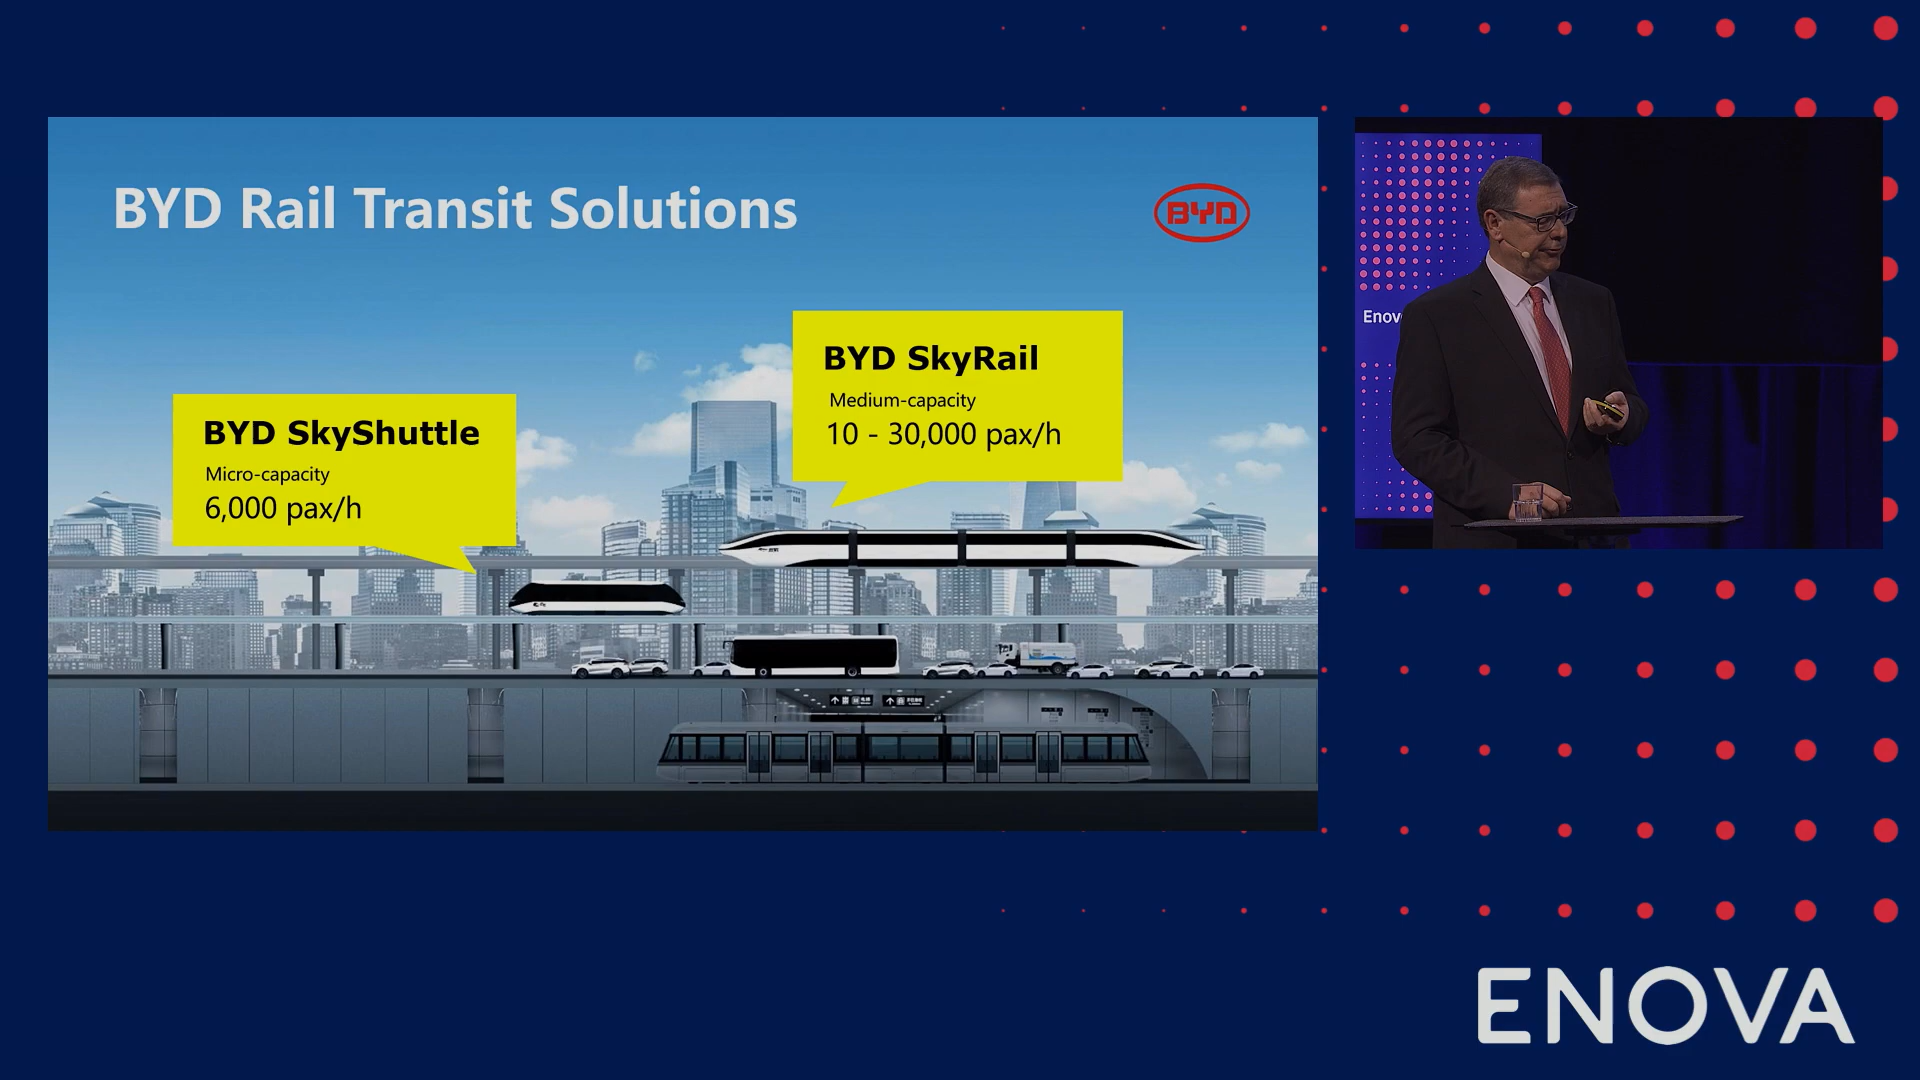 BYD Rail Transit Solutions
BYD
BYD SkyRail
Medium-capacity
10 - 30,000 pax/h
BYD SkyShuttle
Micro-capacity
6,000 pax/h
Enov
ENOVA